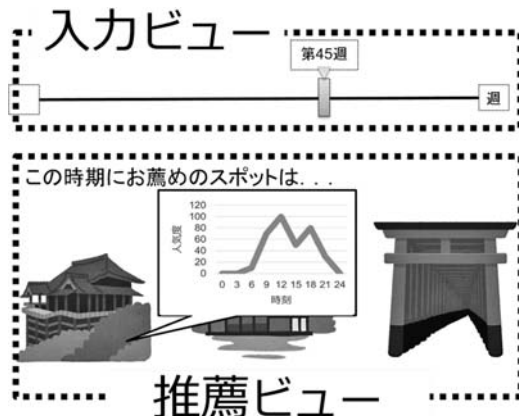 入力ビュー
第45週
週
この時期にお薦めのスポットは...
人気度
120
100
80
60
40
20
0
0 3 6 9 12 15 18 21 24
時刻
推薦ビュー